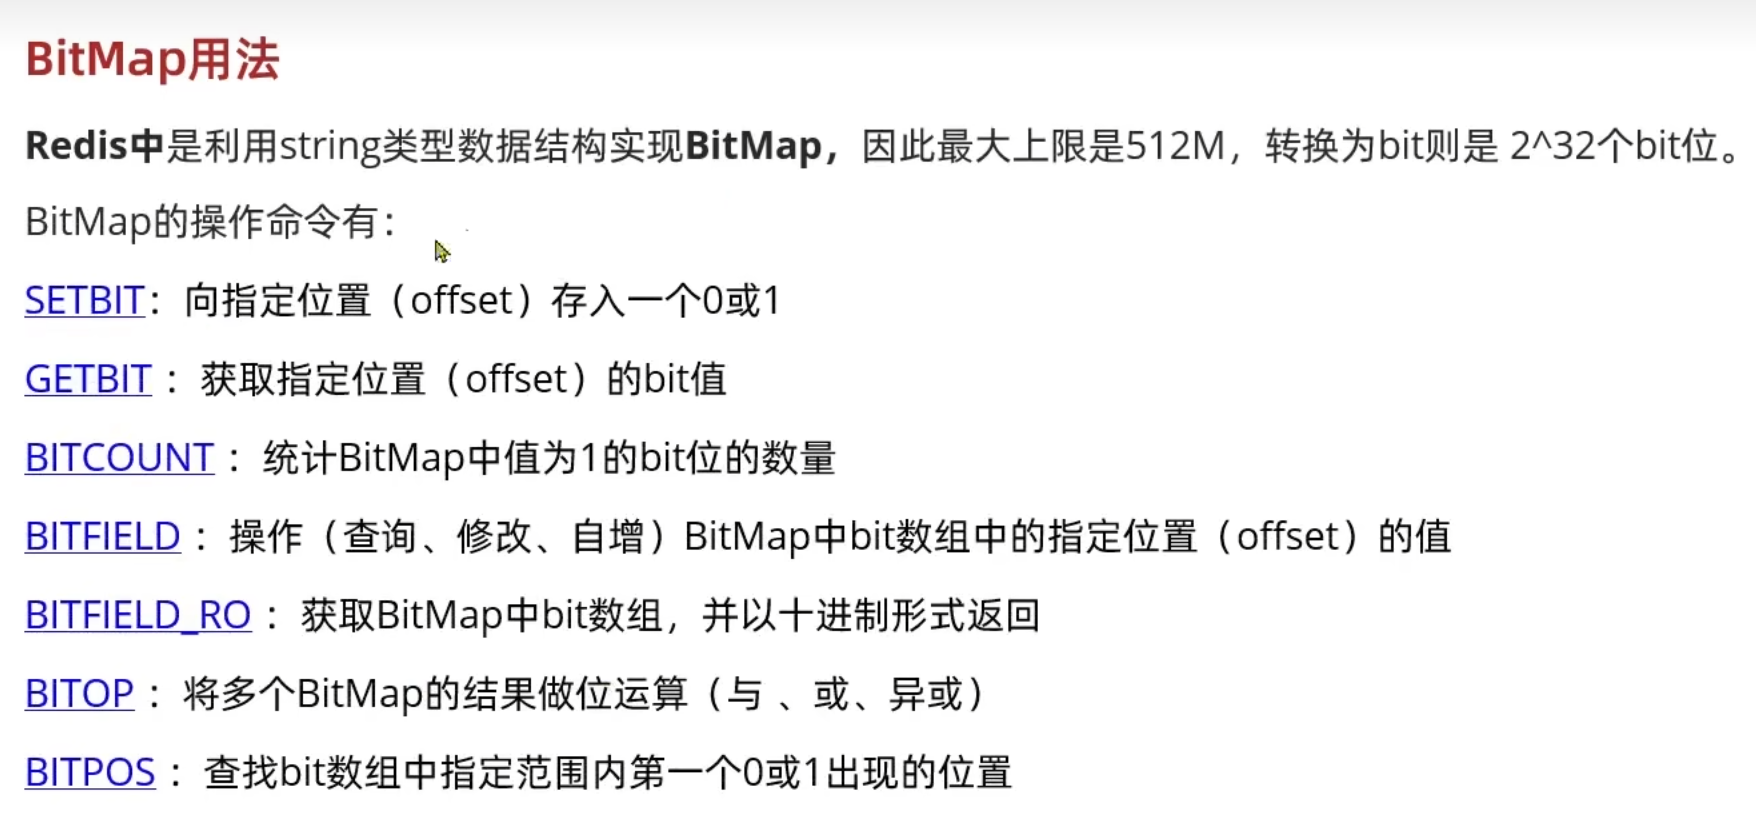 BitMap用法
Redis中是利用string类型数据结构实现BitMap，因此最大上限是512M，转换为bit则是 2^32个bit位。
BitMap的操作命令有：
SETBIT：向指定位置（offset）存入一个0或1
GETBIT ：获取指定位置（offset）的bit值
BITCOUNT ：统计BitMap中值为1的bit位的数量
BITFIELD ：操作（查询、修改、自增）BitMap中bit数组中的指定位置（offset）的值
BITFIELD_RO ：获取BitMap中bit数组，并以十进制形式返回
BITOP ：将多个BitMap的结果做位运算（与 、或、异或）
BITPOS ：查找bit数组中指定范围内第一个0或1出现的位置